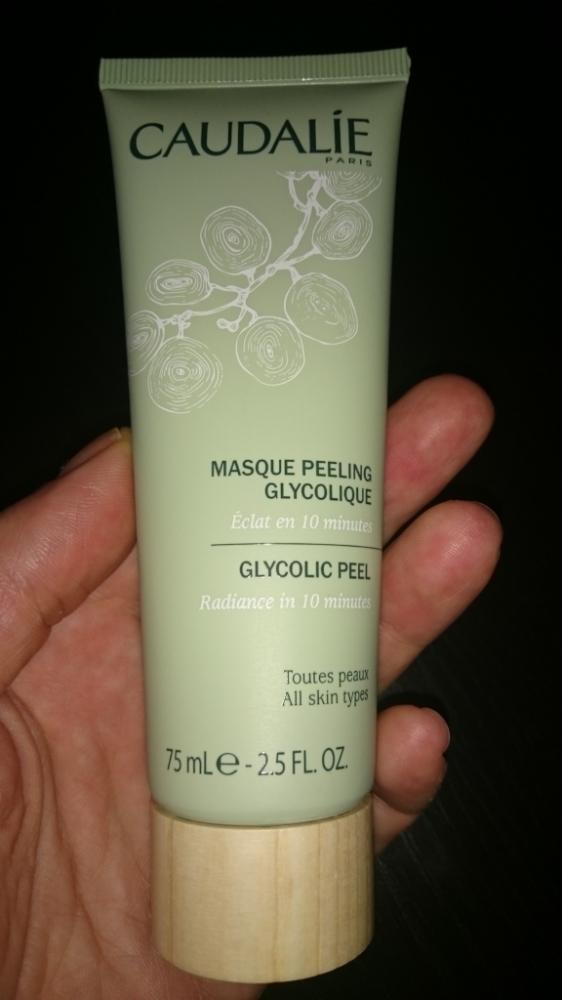 CAUDALÍE
PARIS
MASQUE PEELING
GLYCOLIQUE
Éclat en 10 minutes
GLYCOLIC PEEL
Radiance in 10 minutes
Toutes peaux
All skin types
75 mL ℮ - 2.5 FL. OZ.